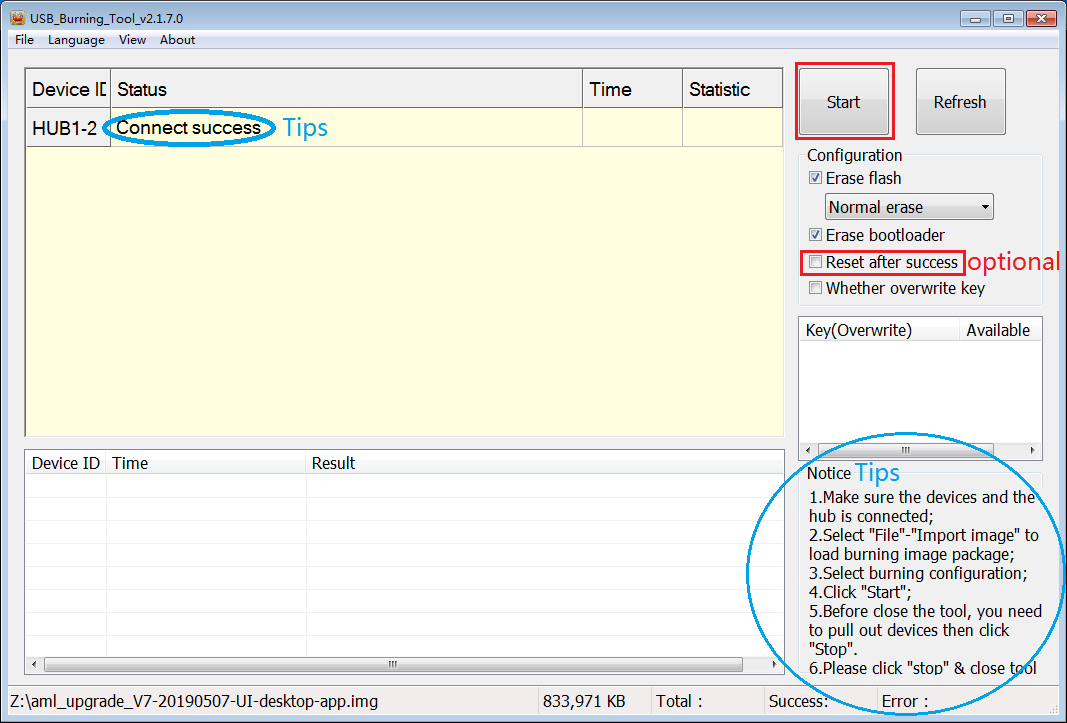 USB_Burning_Tool_v2.1.7.0
File Language View About
Device ID Status Time Statistic
HUB1-2 Connect success Tips
Start Refresh
Configuration
Erase flash
Normal erase
Erase bootloader
Reset after success optional
Whether overwrite key
Key(Overwrite) Available
Device ID Time Result
Notice Tips
1.Make sure the devices and the
hub is connected;
2.Select "File"-"Import image" to
load burning image package;
3.Select burning configuration;
4.Click "Start";
5.Before close the tool, you need
to pull out devices then click
"Stop".
6.Please click "stop" & close tool
Z:\aml_upgrade_V7-20190507-UI-desktop-app.img 833,971 KB Total : Success: Error :